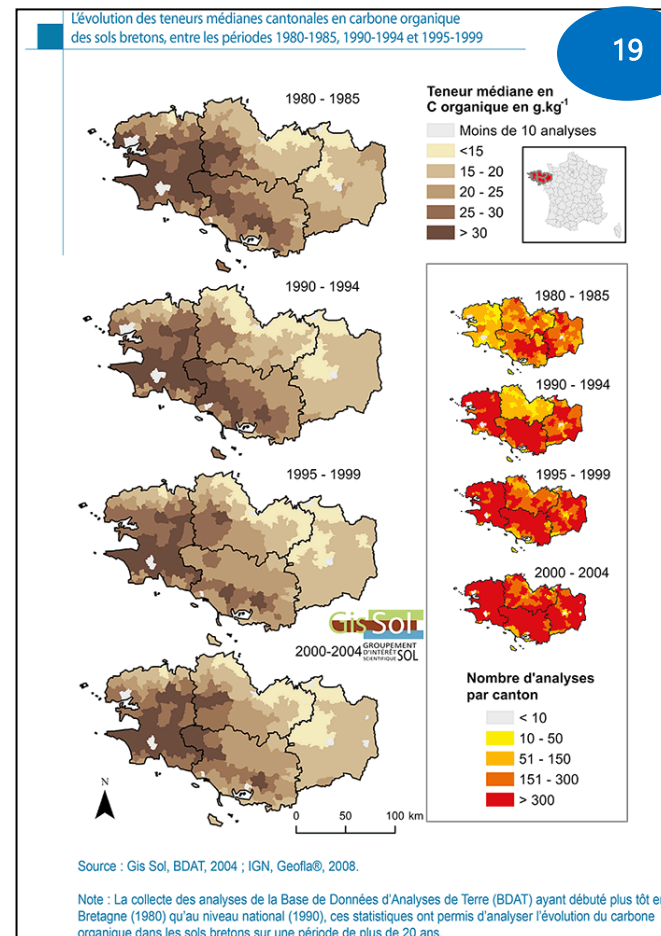 L'évolution des teneurs médianes cantonales en carbone organique
des sols bretons, entre les périodes 1980-1985, 1990-1994 et 1995-1999
19
1980 - 1985
Teneur médiane en
C organique en g.kg-1
Moins de 10 analyses
<15
15 - 20
20 - 25
25 - 30
> 30
1990 - 1994
1995 - 1999
2000-2004
Gis Sol
GROUPEMENT
D'INTÉRÊT
SCIENTIFIQUE SOL
N
0 50 100 km
1980 - 1985
1990 - 1994
1995 - 1999
2000 - 2004
Nombre d'analyses
par canton
< 10
10 - 50
51 - 150
151 - 300
> 300
Source : Gis Sol, BDAT, 2004 ; IGN, Geofla®, 2008.
Note : La collecte des analyses de la Base de Données d'Analyses de Terre (BDAT) ayant débuté plus tôt en
Bretagne (1980) qu'au niveau national (1990), ces statistiques ont permis d'analyser l'évolution du carbone
organique dans les sols bretons sur une période de plus de 20 ans.